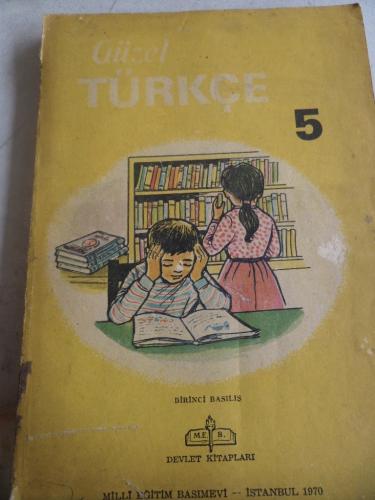 Güzel
TÜRKÇE
5
BİRİNCİ BASILIŞ
M.E. B.
DEVLET KİTAPLARI
MİLLİ EĞİTİM BASIMEVİ -- İSTANBUL 1970